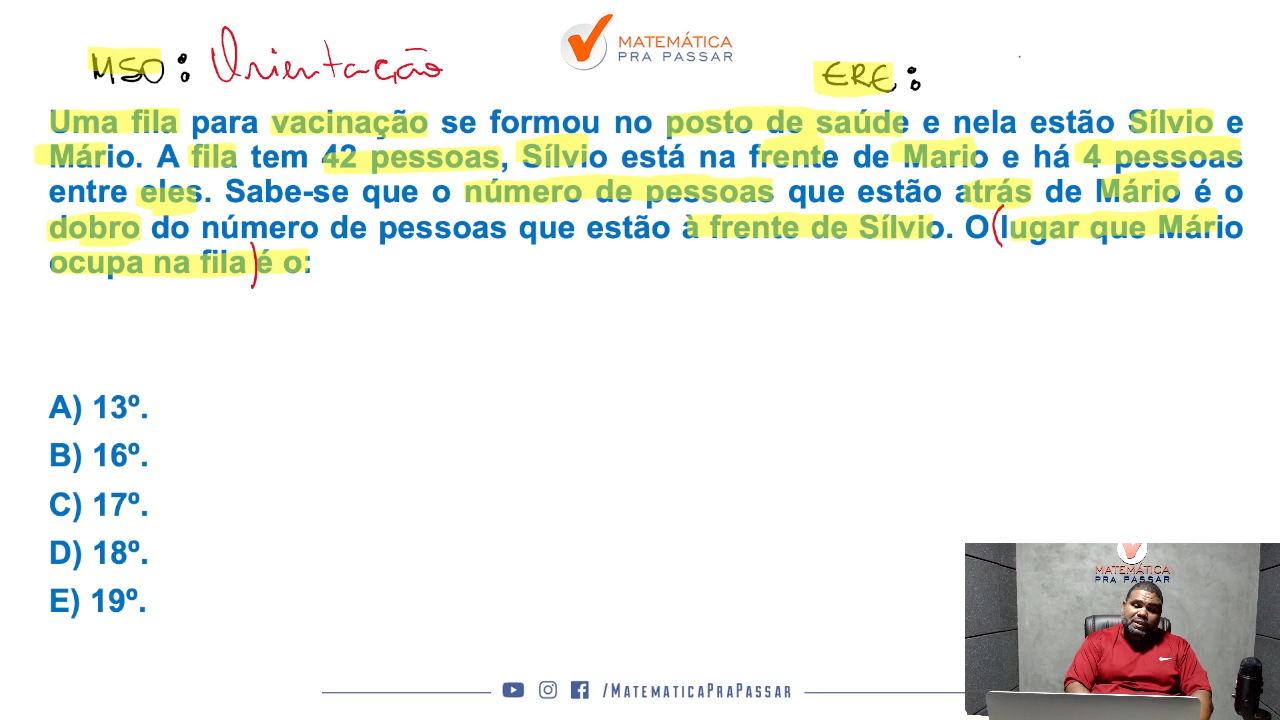 MATEMÁTICA
PRA PASSAR
MSO: Orientação
ERE:
Uma fila para vacinação se formou no posto de saúde e nela estão Sílvio e
Mário. A fila tem 42 pessoas, Sílvio está na frente de Mario e há 4 pessoas
entre eles. Sabe-se que o número de pessoas que estão atrás de Mário é o
dobro do número de pessoas que estão à frente de Sílvio. O (lugar que Mário
ocupa na fila) é o:
A) 13º.
B) 16º.
C) 17º.
D) 18º.
E) 19º.
MATEMÁTICA
PRA PASSAR
/MATEMATICAPRAPASSAR